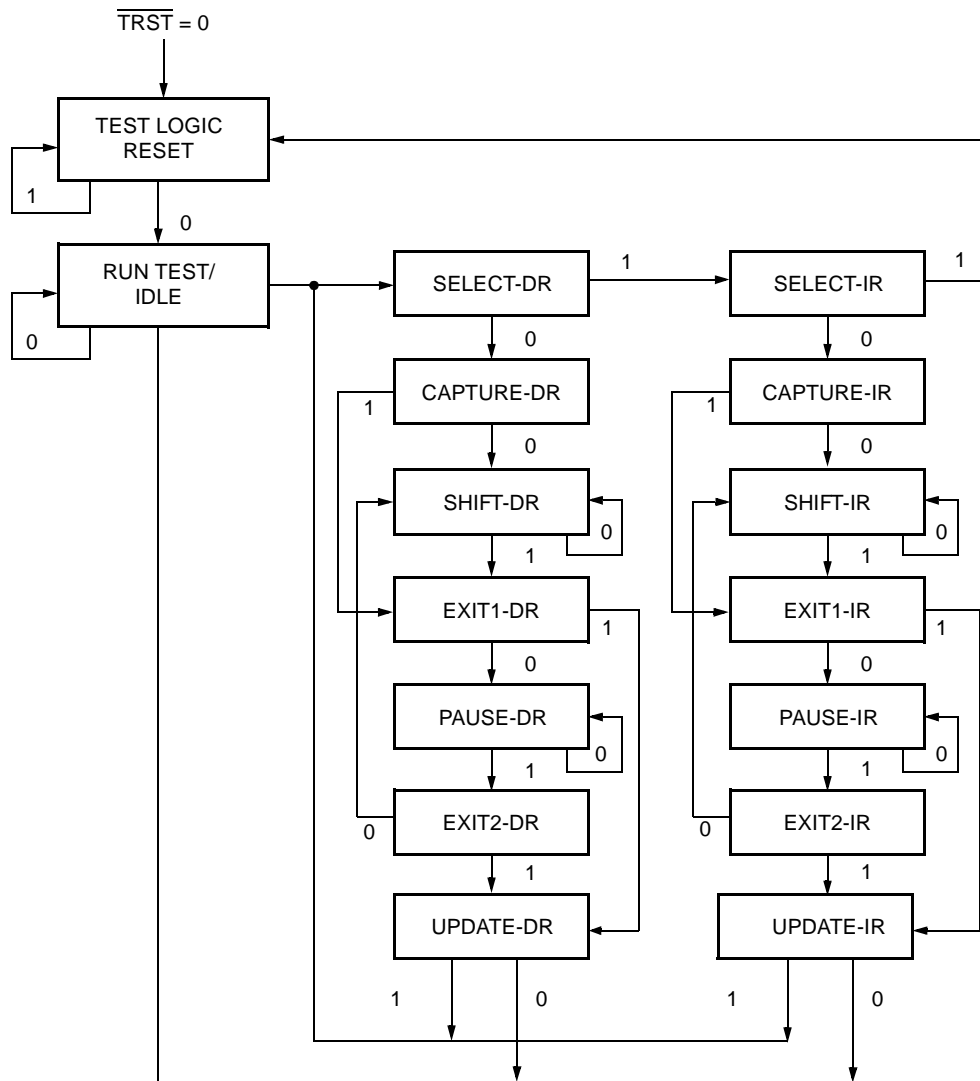 TRST = 0
TEST LOGIC
RESET
1
0
RUN TEST/
IDLE
0
SELECT-DR
1
SELECT-IR
1
0
0
CAPTURE-DR
1
CAPTURE-IR
1
0
0
SHIFT-DR
0
SHIFT-IR
0
1
1
EXIT1-DR
1
EXIT1-IR
1
0
0
PAUSE-DR
0
PAUSE-IR
0
1
1
EXIT2-DR
0
EXIT2-IR
0
1
1
UPDATE-DR
UPDATE-IR
1
0
1
0